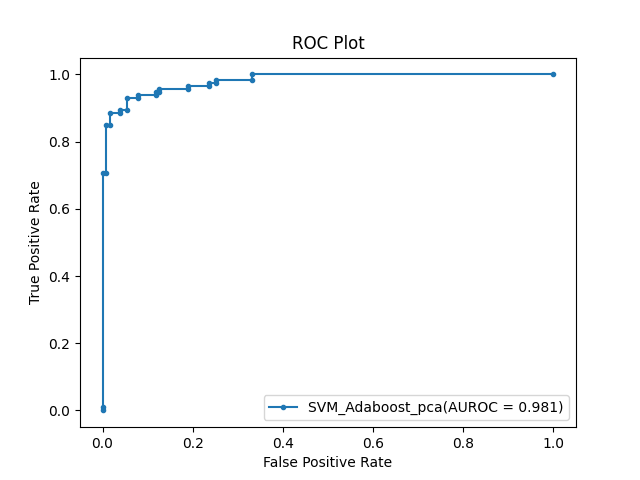 ROC Plot
True Positive Rate
1.0
0.8
0.6
0.4
0.2
0.0
SVM_Adaboost_pca(AUROC = 0.981)
0.0 0.2 0.4 0.6 0.8 1.0
False Positive Rate